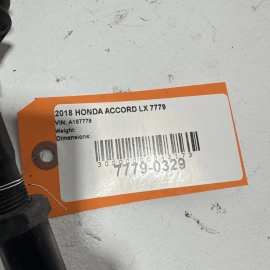 2018 HONDA ACCORD LX 7779
VIN: A187779
Weight:
Dimensions:
7779-0329